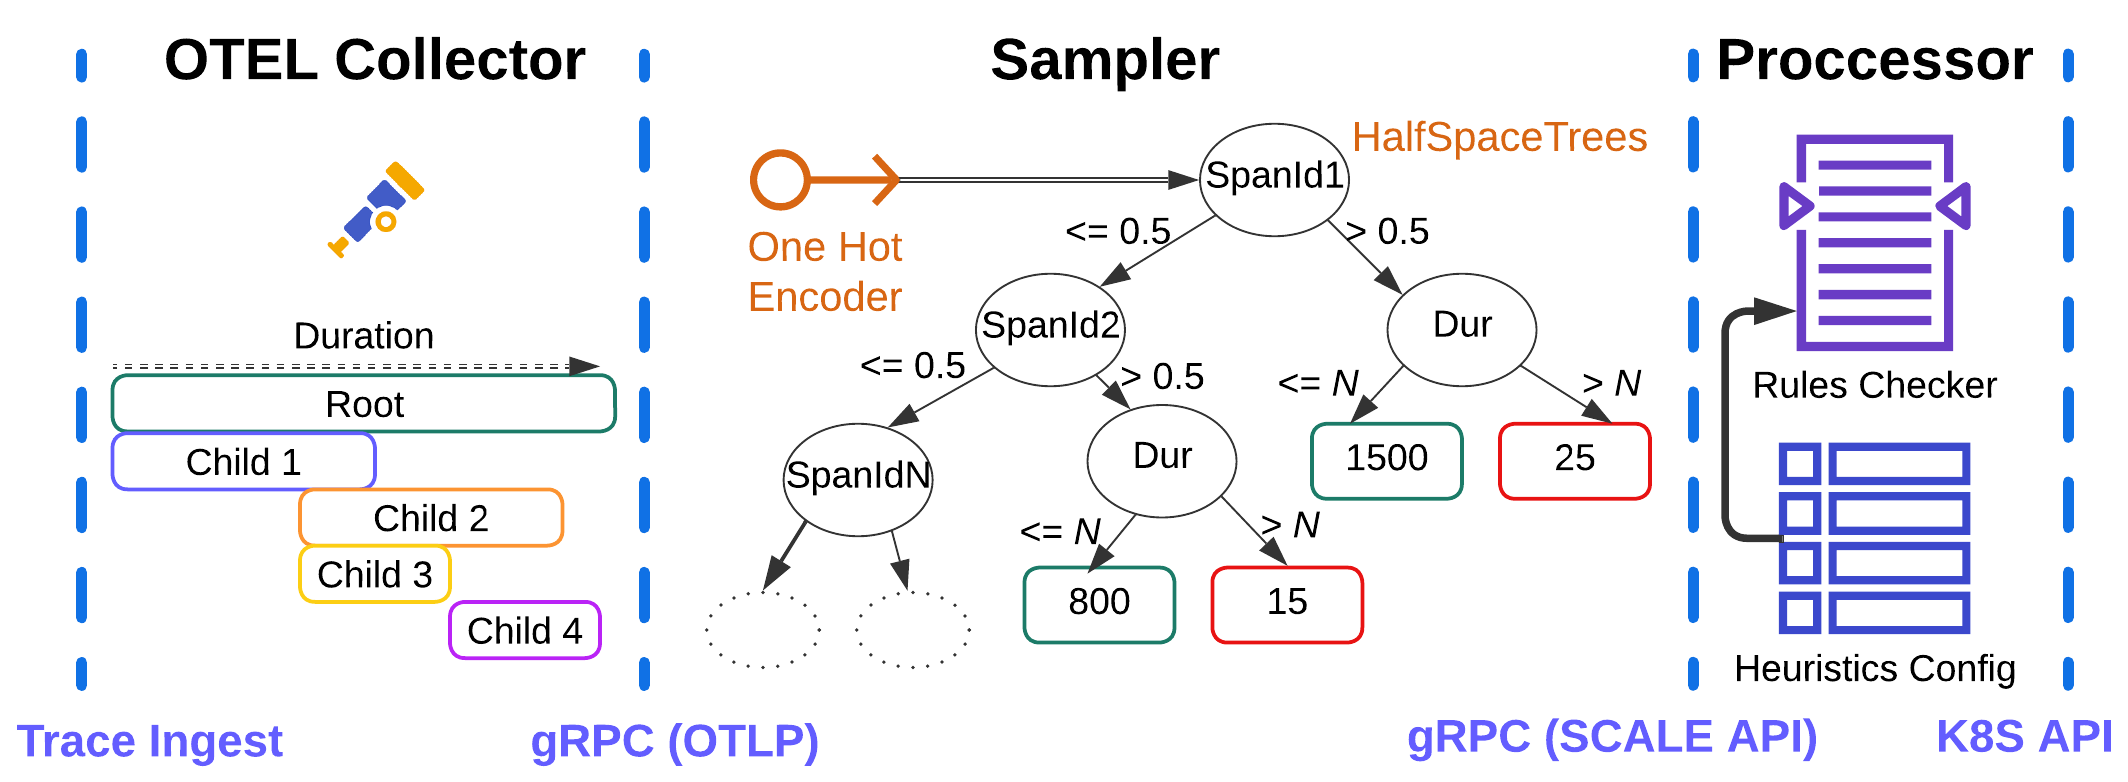 OTEL Collector
Sampler
Proccessor
HalfSpaceTrees
SpanId1
One Hot
Encoder
<= 0.5
> 0.5
SpanId2
Dur
Duration
<= 0.5
> 0.5
<= N
> N
Rules Checker
Root
Child 1
SpanIdN
Dur
1500
25
Child 2
<= N
> N
Child 3
800
15
Child 4
Heuristics Config
Trace Ingest
gRPC (OTLP)
gRPC (SCALE API)
K8S API